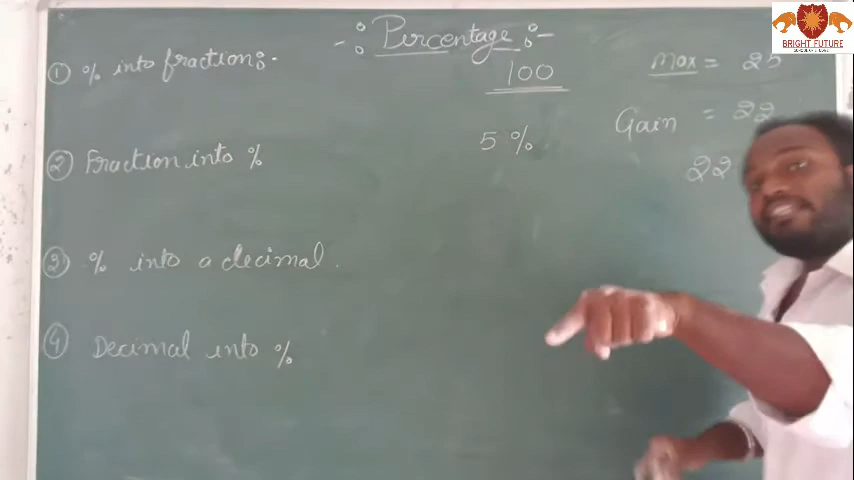 -: Percentage :-
① % into fraction:-
100
② Fraction into %
5 %
③ % into a decimal.
④ Decimal into %
Max = 25
Gain = 22
22
BRIGHT FUTURE